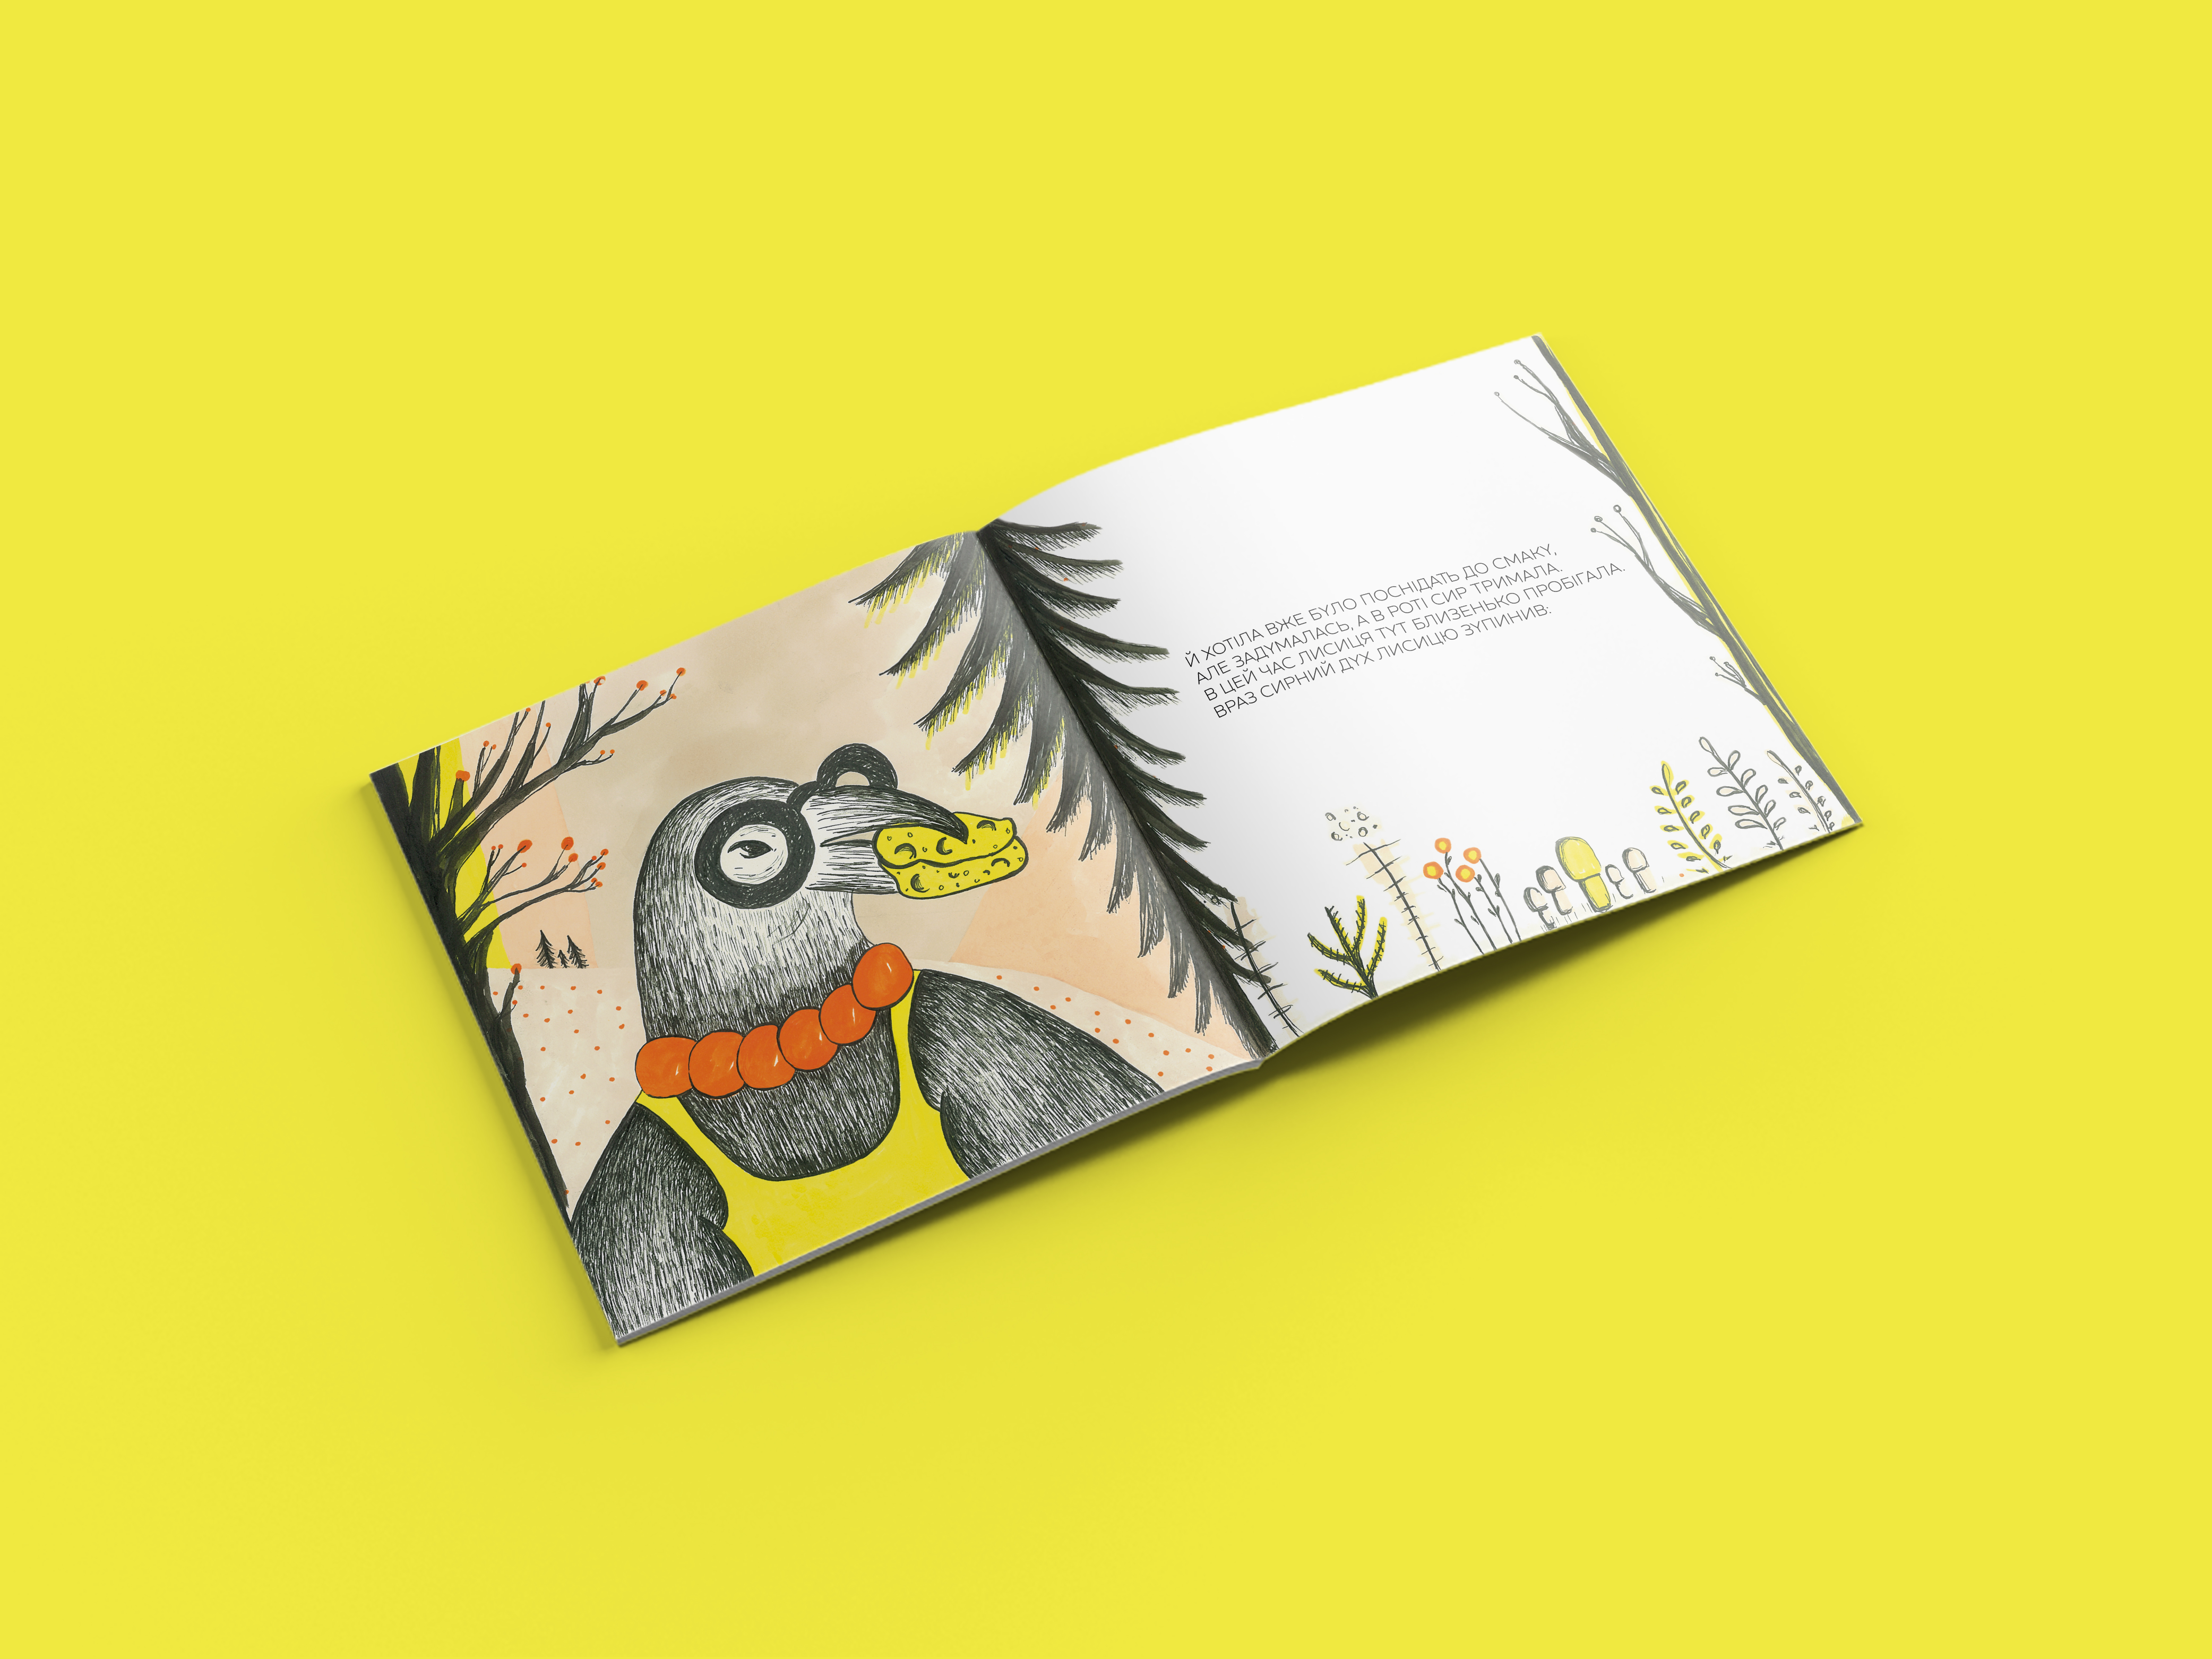 Й ХОТІЛА ВЖЕ БУЛО ПОСНІДАТЬ ДО СМАКУ,
АЛЕ ЗАДУМАЛАСЬ, А В РОТІ СИР ТРИМАЛА.
В ЦЕЙ ЧАС ЛИСИЦЯ ТУТ БЛИЗЕНЬКО ПРОБІГАЛА.
ВРАЗ СИРНИЙ ДУХ ЛИСИЦЮ ЗУПИНИВ: